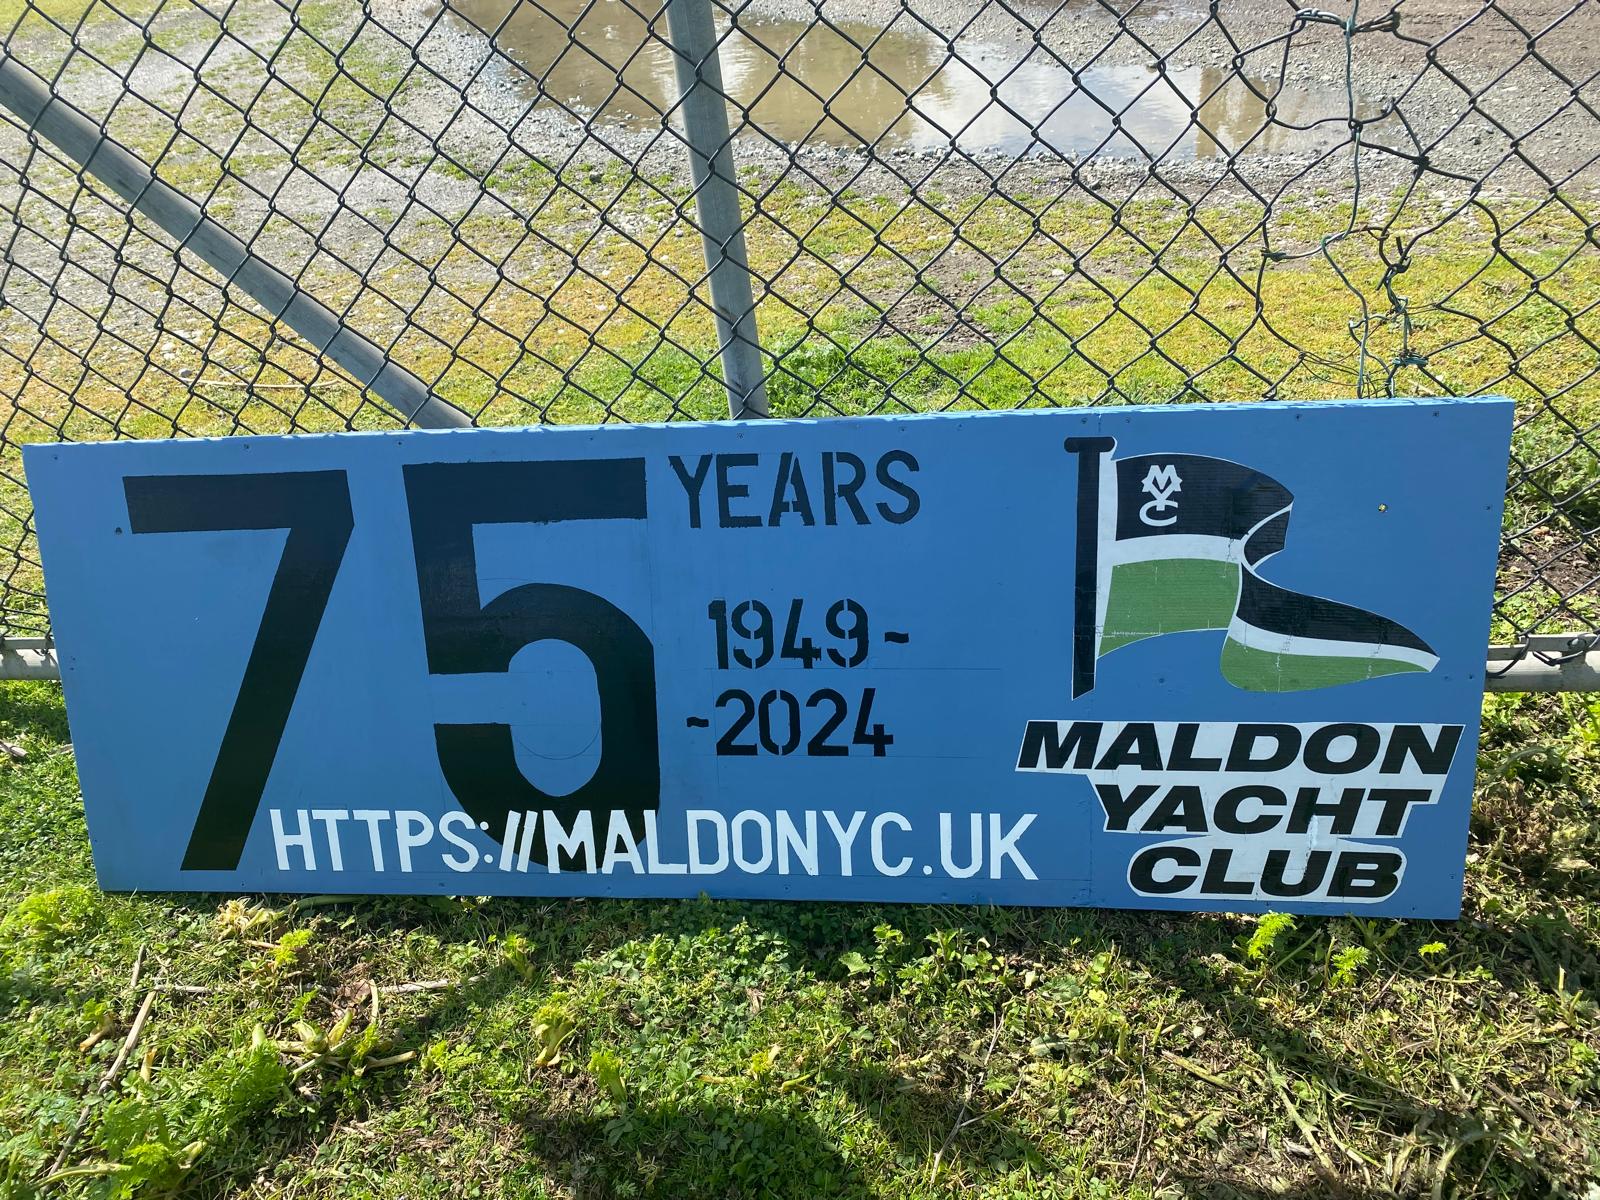 75 YEARS
1949-
-2024
HTTPS://MALDONYC.UK
MYC
MALDON
YACHT
CLUB